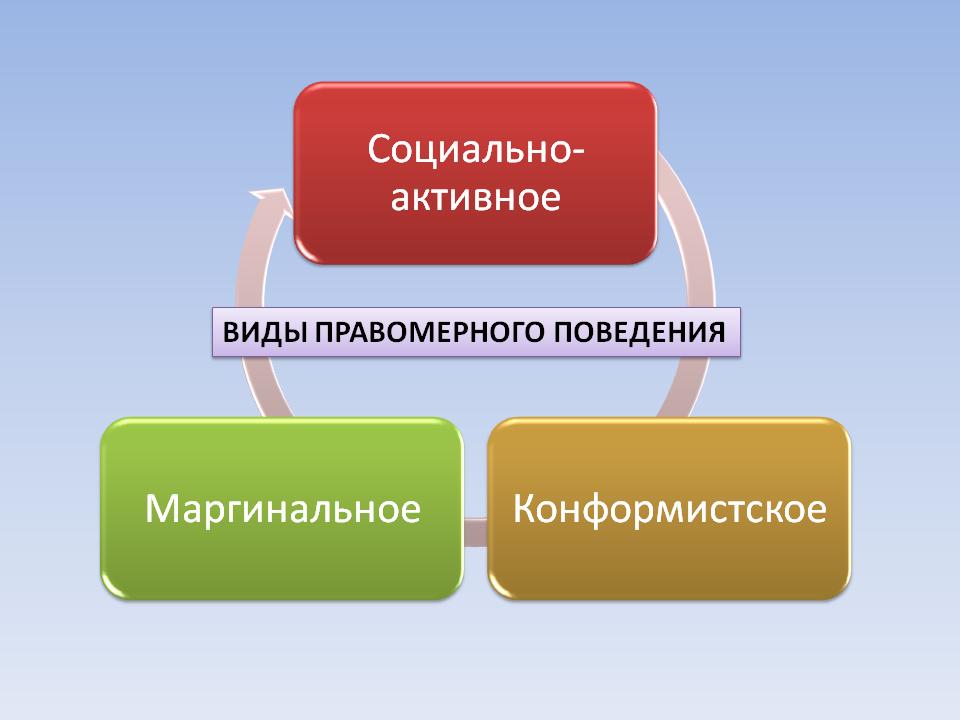 Социально-
активное
ВИДЫ ПРАВОМЕРНОГО ПОВЕДЕНИЯ
Маргинальное
Конформистское